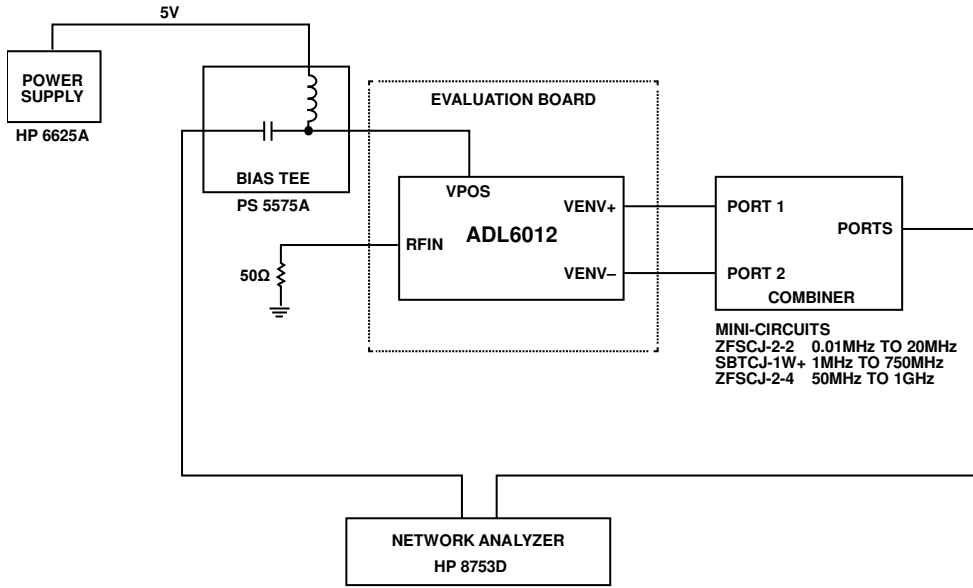 5V
POWER
SUPPLY
HP 6625A
BIAS TEE
PS 5575A
EVALUATION BOARD
VPOS
ADL6012
RFIN
VENV+
VENV–
50Ω
PORT 1
PORT 2
PORTS
COMBINER
MINI-CIRCUITS
ZFSCJ-2-2 0.01MHz TO 20MHz
SBTCJ-1W+ 1MHz TO 750MHz
ZFSCJ-2-4 50MHz TO 1GHz
NETWORK ANALYZER
HP 8753D